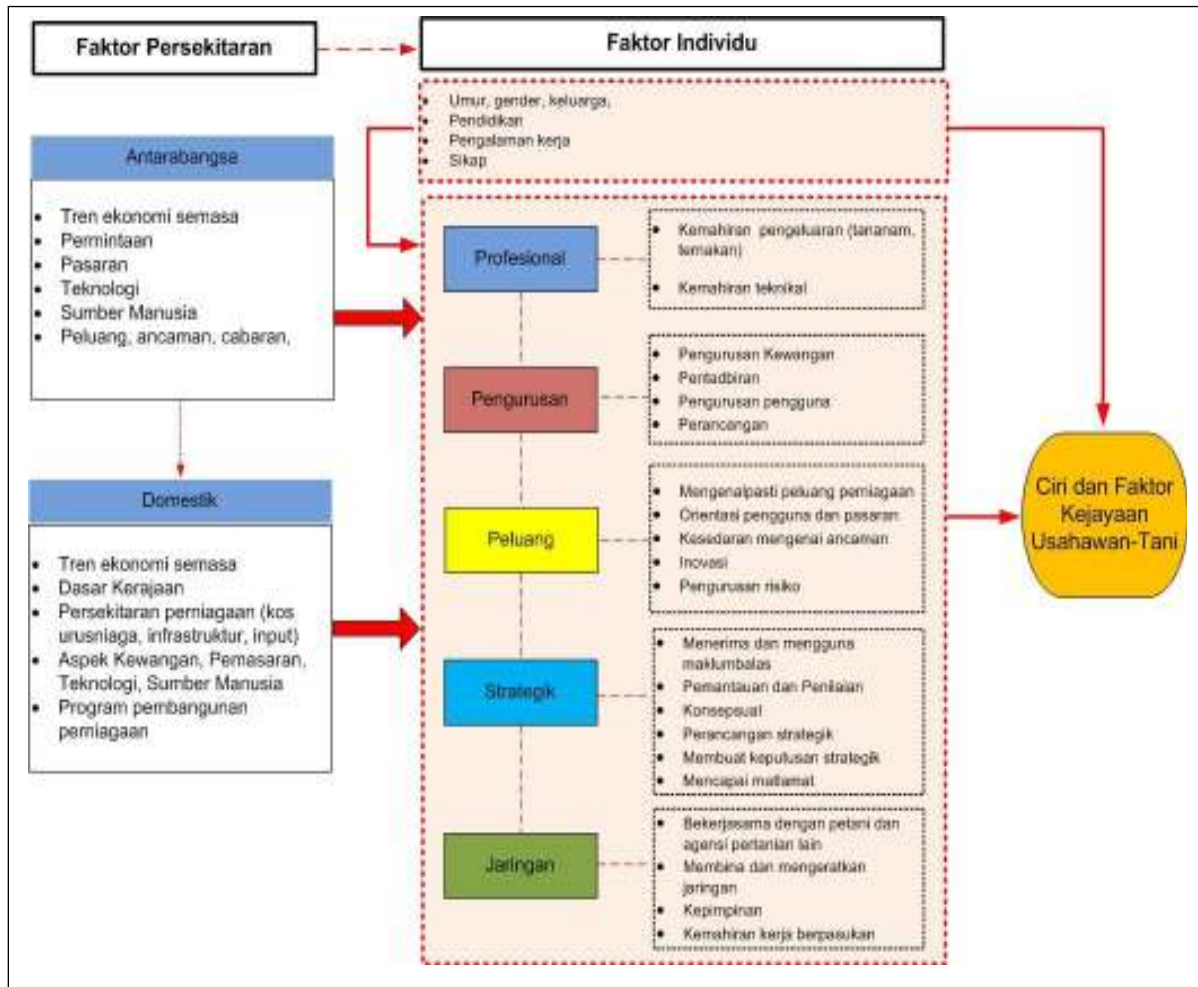 Faktor Persekitaran
Faktor Individu
• Umur, gender, keluarga,
• Pendidikan
• Pengalaman kerja
• Sikap
Antarabangsa
• Tren ekonomi semasa
• Permintaan
• Pasaran
• Teknologi
• Sumber Manusia
• Peluang, ancaman, cabaran,
Domestik
• Tren ekonomi semasa
• Dasar Kerajaan
• Persekitaran perniagaan (kos
urusniaga, infrastruktur, input)
• Aspek Kewangan, Pemasaran,
Teknologi, Sumber Manusia
• Program pembangunan
perniagaan
Profesional
• Kemahiran pengeluaran (tananam,
ternakan)
• Kemahiran teknikal
Pengurusan
• Pengurusan Kewangan
• Pentadbiran
• Pengurusan pengguna
• Perancangan
Peluang
• Mengenalpasti peluang perniagaan
• Orientasi pengguna dan pasaran
• Kesedaran mengenai ancaman
• Inovasi
• Pengurusan risiko
Strategik
• Menerima dan mengguna
maklumbalas
• Pemantauan dan Penilaian
• Konsepsual
• Perancangan strategik
• Membuat keputusan strategik
• Mencapai matlamat
Jaringan
• Bekerjasama dengan petani dan
agensi pertanian lain
• Membina dan mengeratkan
jaringan
• Kepimpinan
• Kemahiran kerja berpasukan
Ciri dan Faktor
Kejayaan
Usahawan-Tani